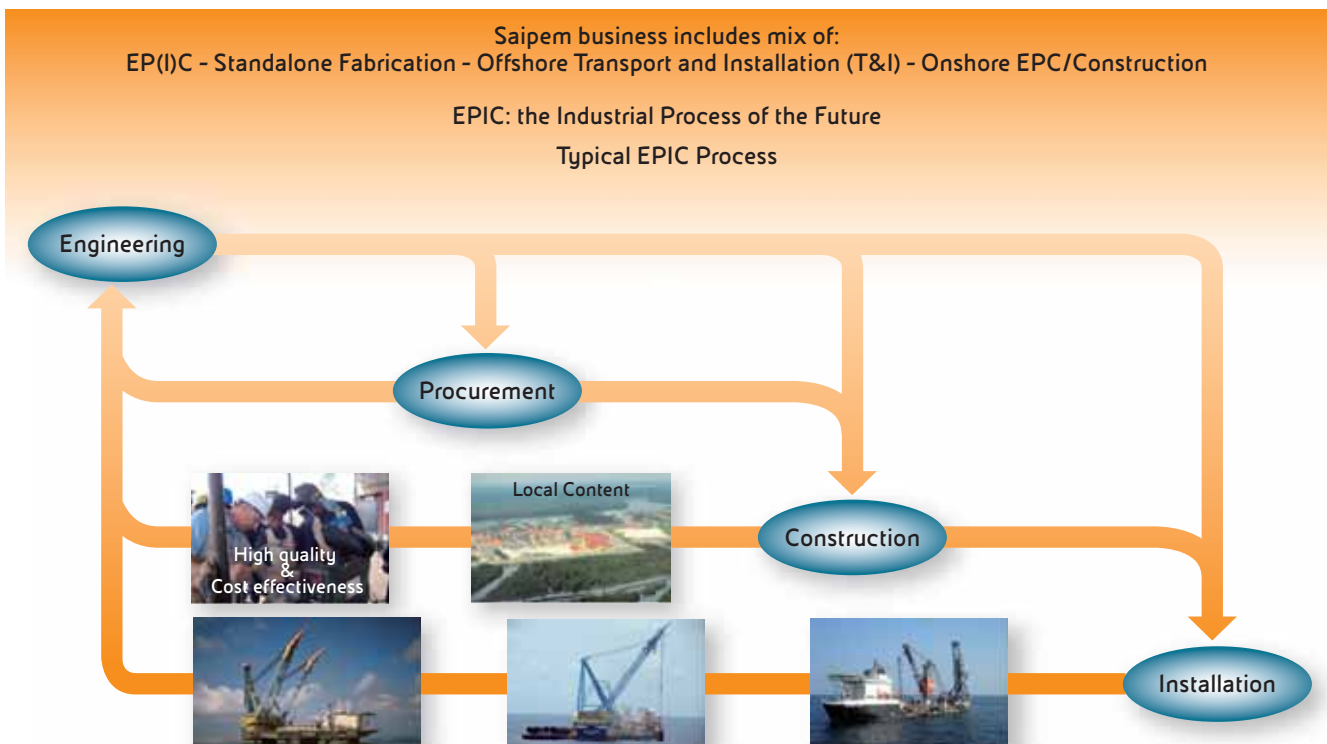 Saipem business includes mix of:
EP(I)C - Standalone Fabrication - Offshore Transport and Installation (T&I) - Onshore EPC/Construction
EPIC: the Industrial Process of the Future
Typical EPIC Process
Engineering
Procurement
Local Content
High quality
&
Cost effectiveness
Construction
Installation